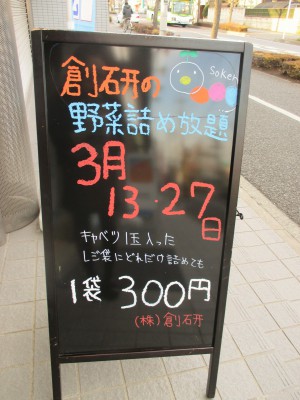 soken
創石研の
野菜詰め放題
3月
13・27
日
キャベツ1玉入った
レジ袋にどれだけ詰めても
1袋 300円
(株)創石研